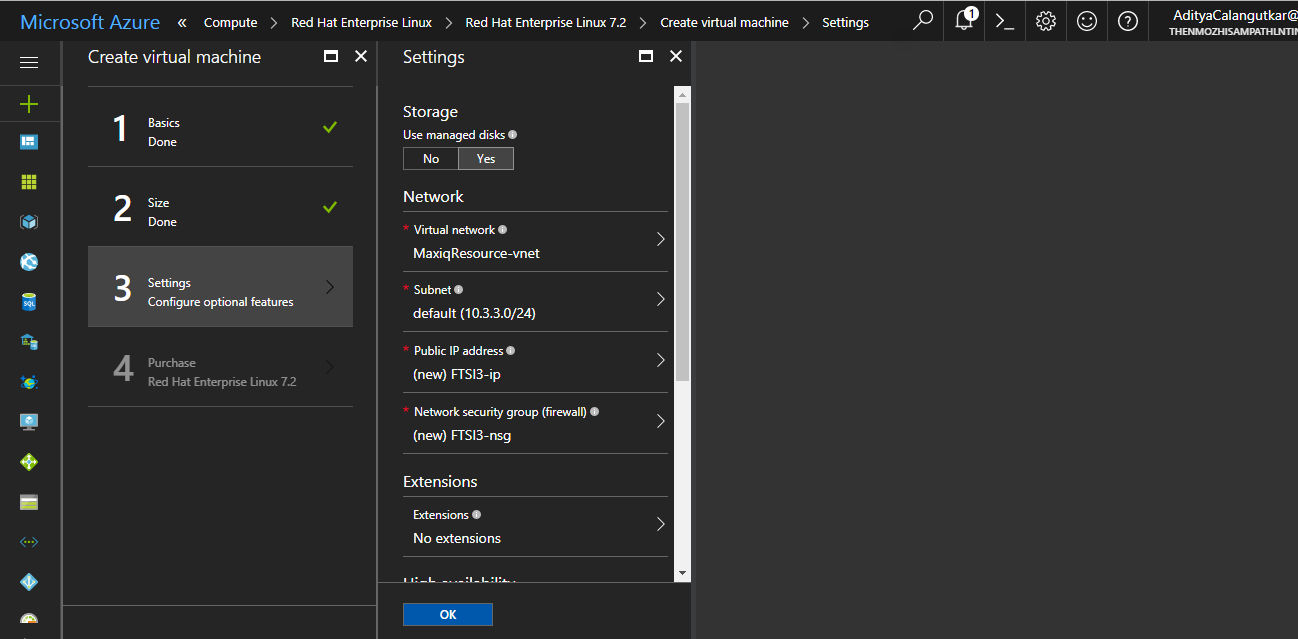 Microsoft Azure « Compute > Red Hat Enterprise Linux > Red Hat Enterprise Linux 7.2 > Create virtual machine > Settings
1
AdityaCalangutkar@
THENMOZHISAMPATHLNTIN
Create virtual machine
1
Basics
Done
2
Size
Done
3
Settings
Configure optional features
4
Purchase
Red Hat Enterprise Linux 7.2
Settings
Storage
Use managed disks
No Yes
Network
* Virtual network
MaxiqResource-vnet
* Subnet
default (10.3.3.0/24)
* Public IP address
(new) FTSI3-ip
* Network security group (firewall)
(new) FTSI3-nsg
Extensions
Extensions
No extensions
High availability
OK
SQL